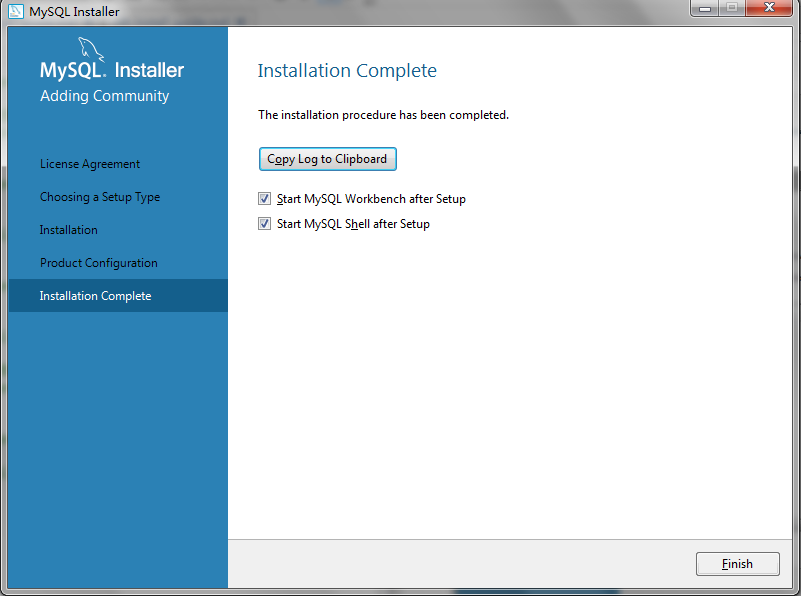 MySQL Installer
MySQL. Installer
Adding Community
License Agreement
Choosing a Setup Type
Installation
Product Configuration
Installation Complete
Installation Complete
The installation procedure has been completed.
Copy Log to Clipboard
Start MySQL Workbench after Setup
Start MySQL Shell after Setup
Finish